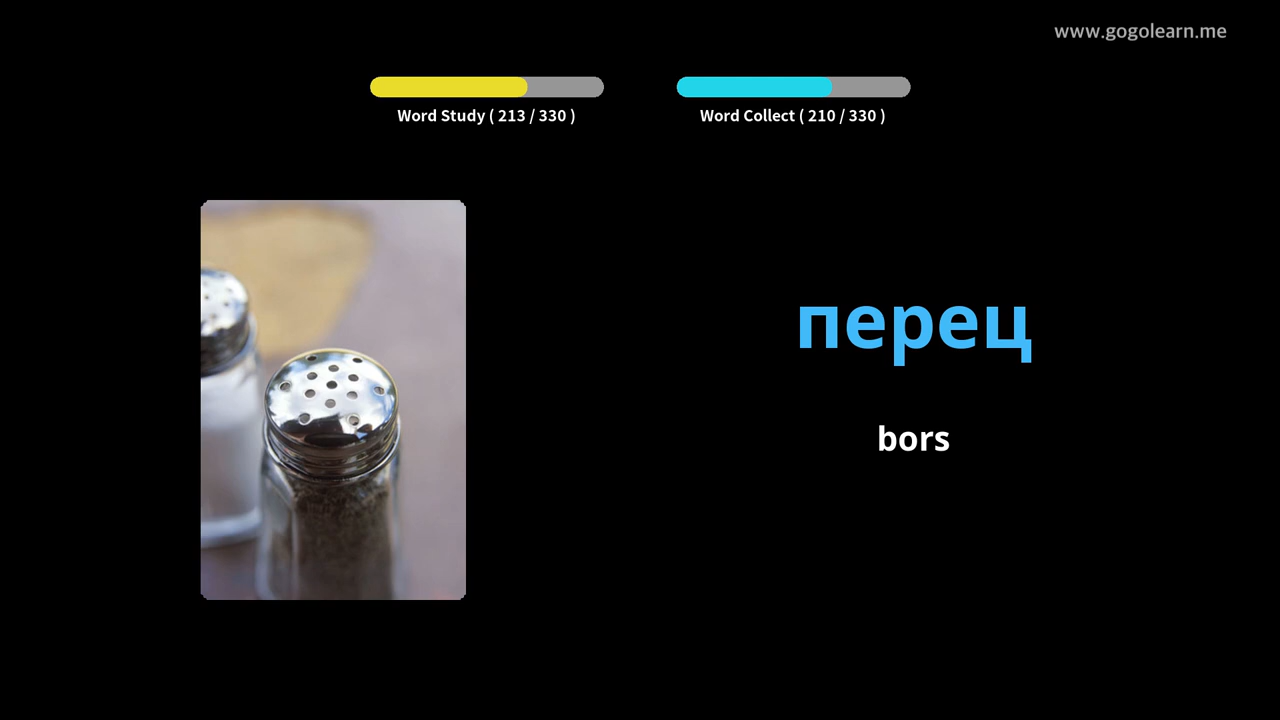 www.gogolearn.me
Word Study ( 213 / 330 )
Word Collect ( 210 / 330 )
перец
bors